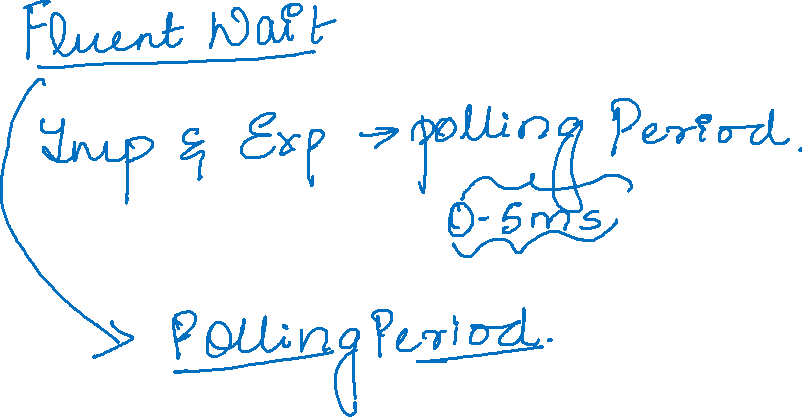 Fluent Wait
Imp & Exp → polling Period.
0-5ms
Polling Period.